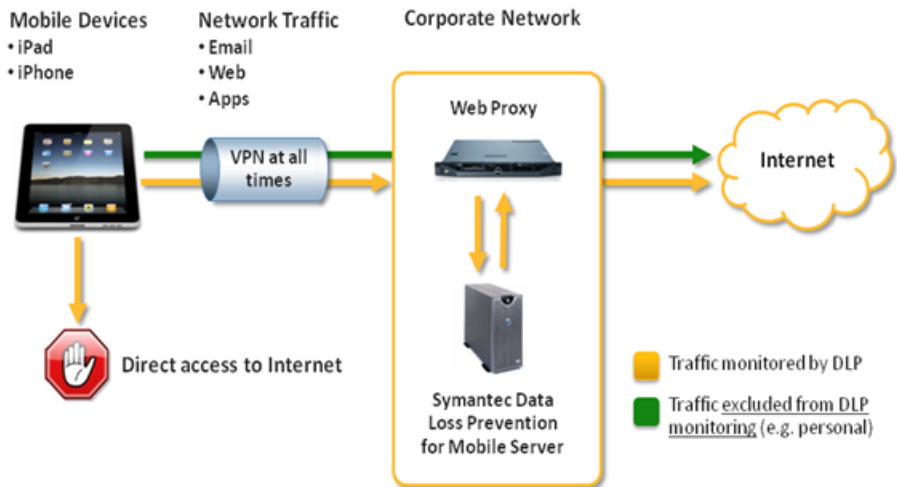 Mobile Devices
• iPad
• iPhone
Network Traffic
• Email
• Web
• Apps
Corporate Network
Web Proxy
VPN at all
times
Internet
Direct access to Internet
Symantec Data
Loss Prevention
for Mobile Server
Traffic monitored by DLP
Traffic excluded from DLP
monitoring (e.g. personal)